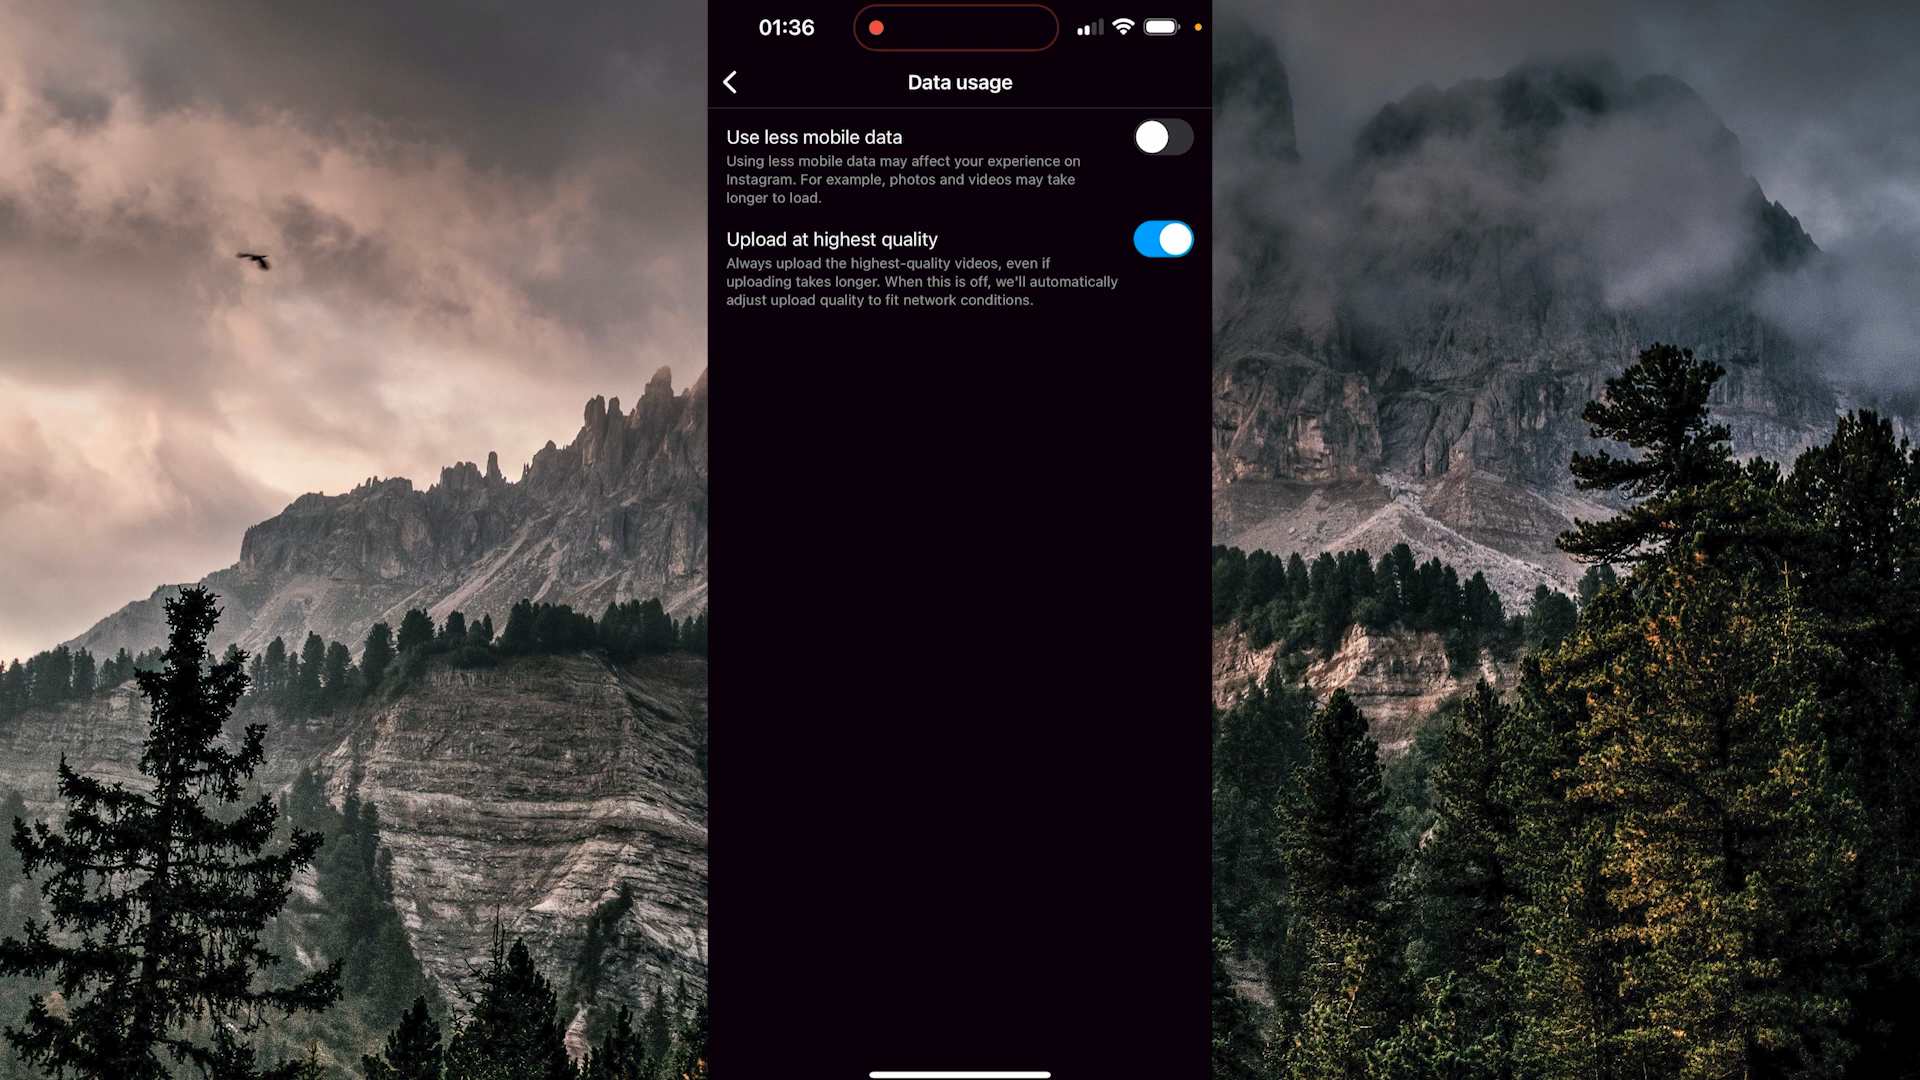 01:36
Data usage
Use less mobile data
Using less mobile data may affect your experience on
Instagram. For example, photos and videos may take
longer to load.
Upload at highest quality
Always upload the highest-quality videos, even if
uploading takes longer. When this is off, we'll automatically
adjust upload quality to fit network conditions.